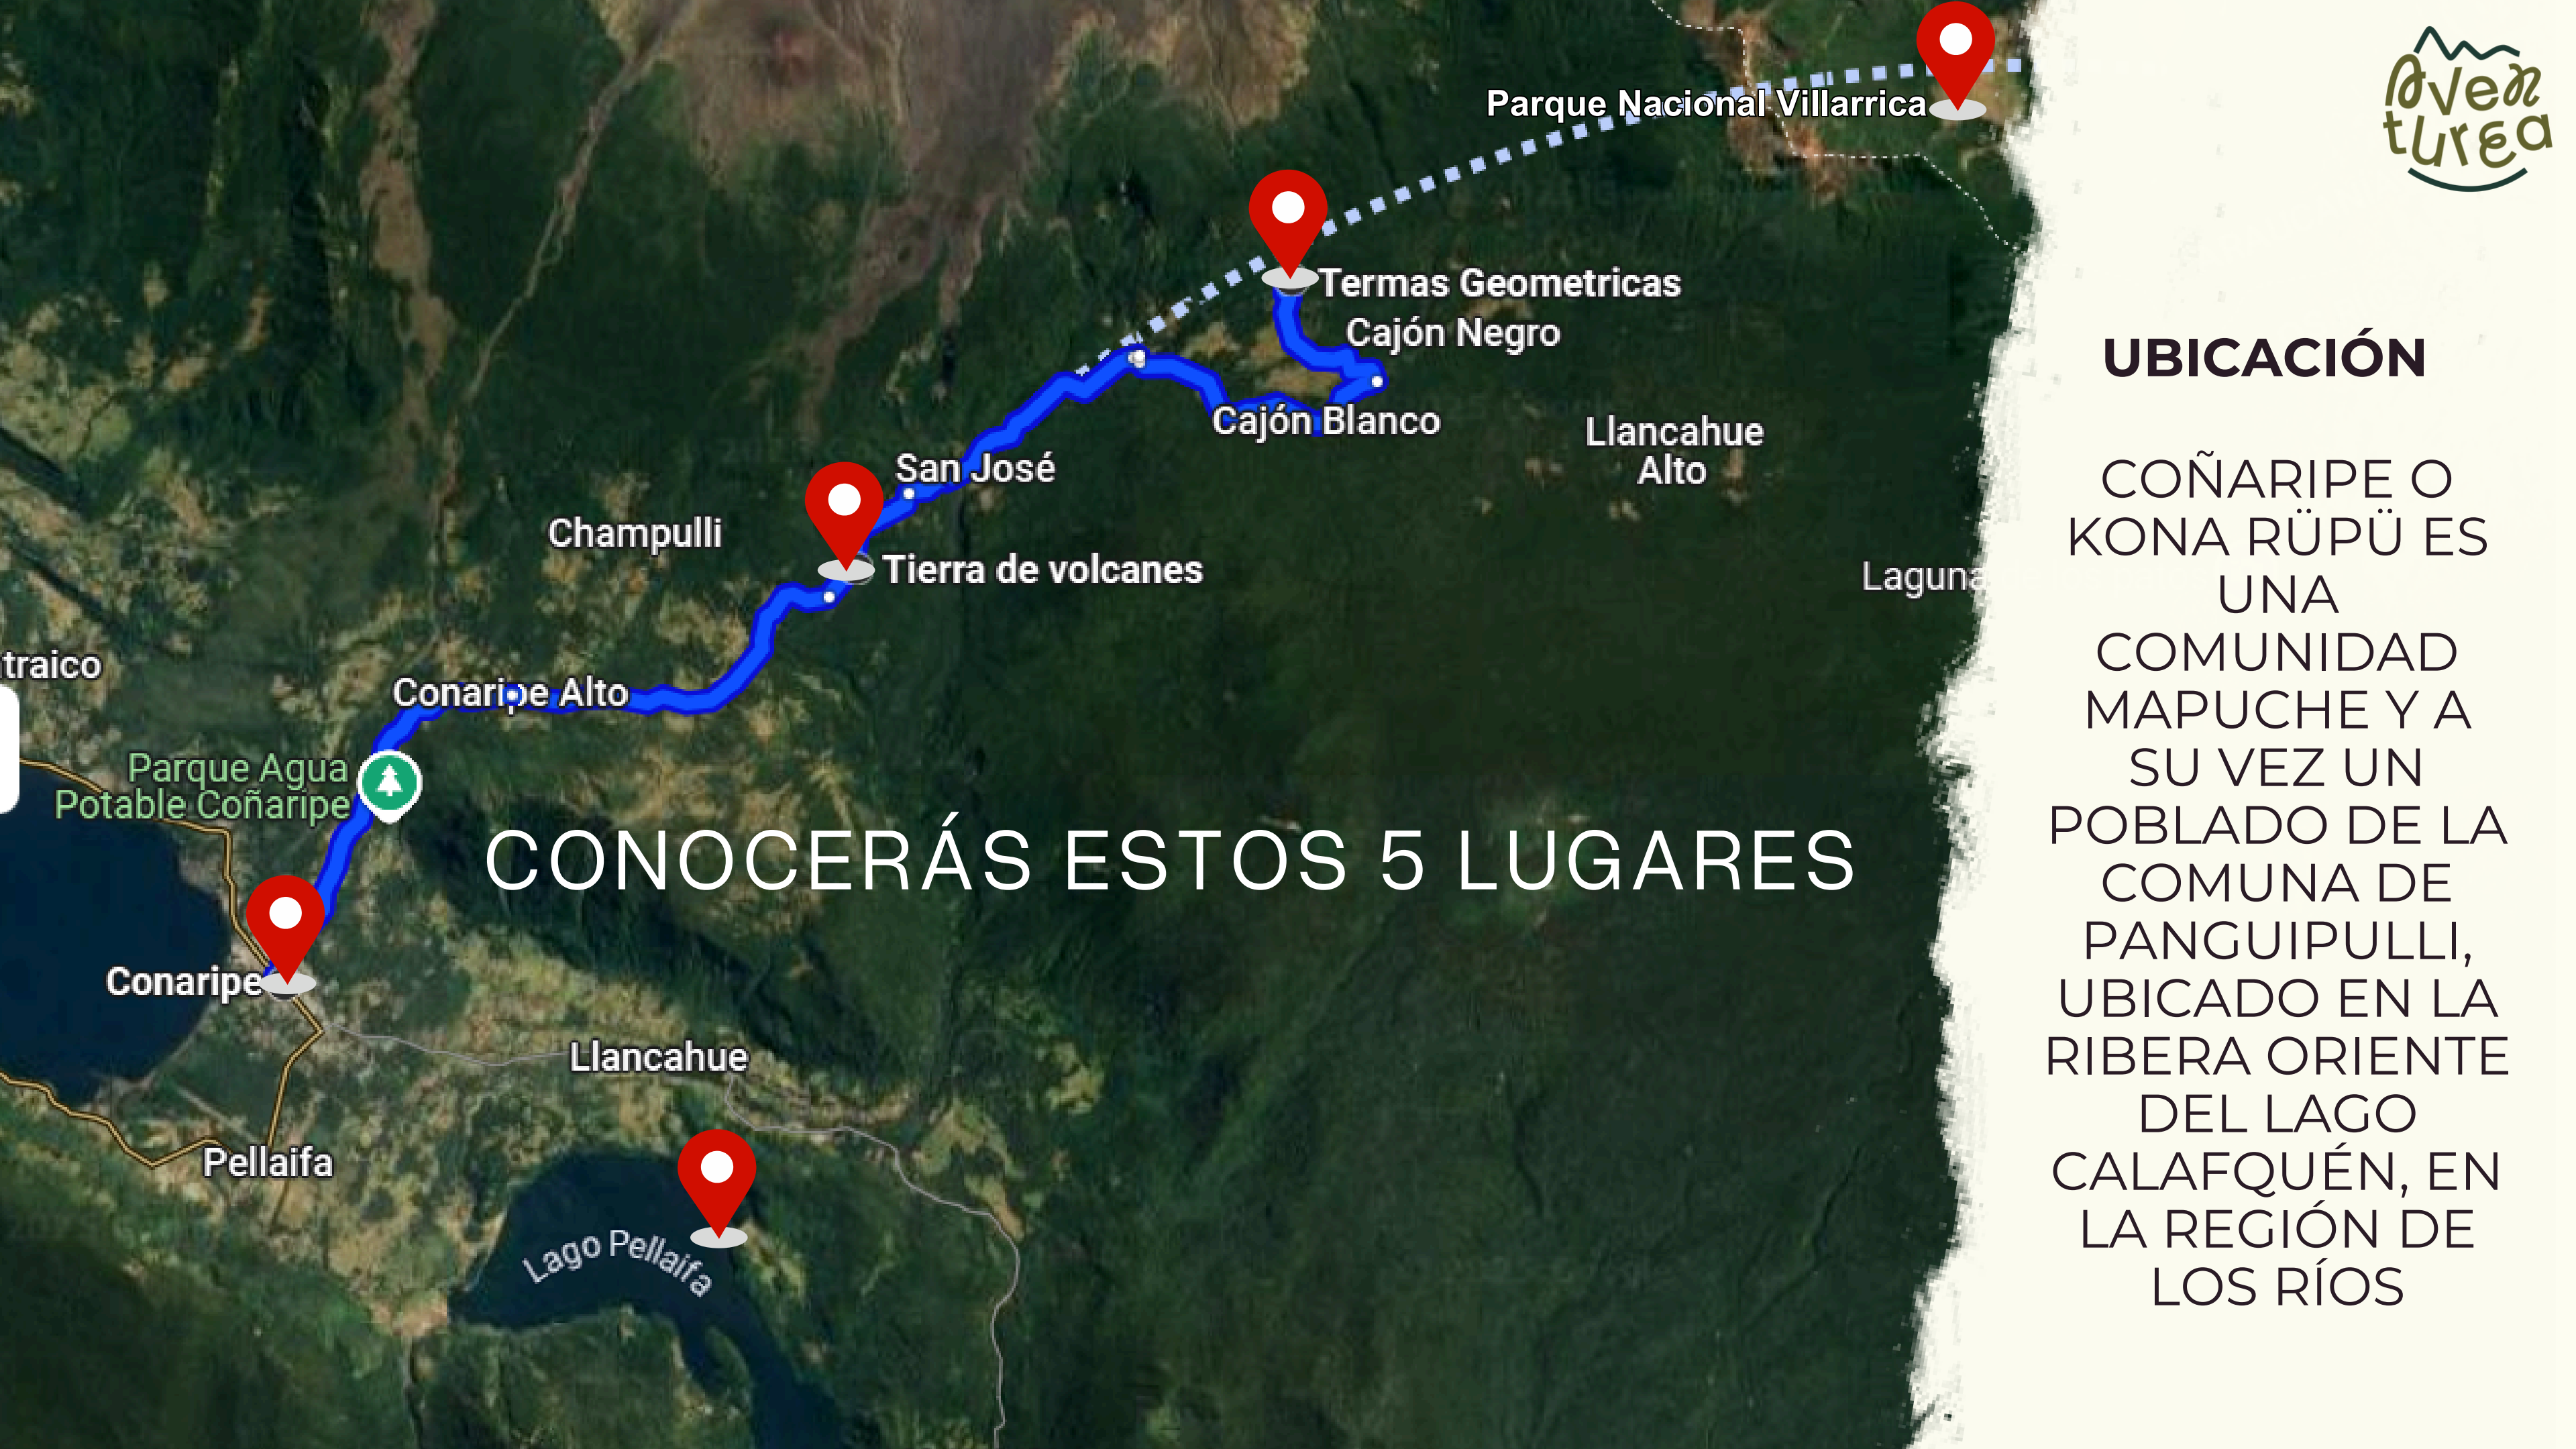 Parque Nacional Villarrica
Termas Geometricas
Cajón Negro
Cajón Blanco
Llancahue
Alto
San José
Champulli
Tierra de volcanes
Laguna
traico
Conaripe Alto
Parque Agua
Potable Coñaripe
CONOCERÁS ESTOS 5 LUGARES
Conaripe
Llancahue
Pellaifa
Lago Pellaifa
Aven
turea
UBICACIÓN
COÑARIPE O
KONA RÜPÜ ES
UNA
COMUNIDAD
MAPUCHE Y A
SU VEZ UN
POBLADO DE LA
COMUNA DE
PANGUIPULLI,
UBICADO EN LA
RIBERA ORIENTE
DEL LAGO
CALAFQUÉN, EN
LA REGIÓN DE
LOS RÍOS